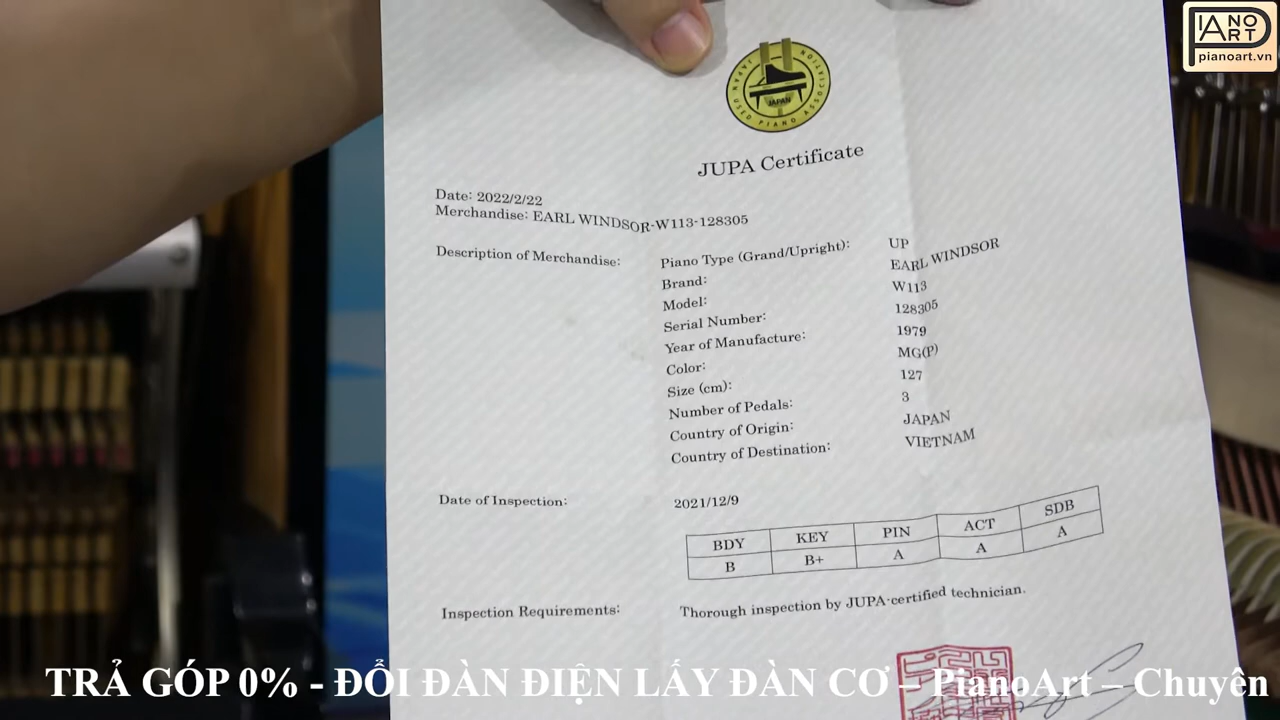 PIANO ART
pianoart.vn
JAPAN USED PIANO ASSOCIATION
JAPAN
JUPA Certificate
Date: 2022/2/22
Merchandise: EARL WINDSOR-W113-128305
Description of Merchandise:
Piano Type (Grand/Upright): UP
Brand: EARL WINDSOR
Model: W113
Serial Number: 128305
Year of Manufacture: 1979
Color: MG(P)
Size (cm): 127
Number of Pedals: 3
Country of Origin: JAPAN
Country of Destination: VIETNAM
Date of Inspection: 2021/12/9
BDY KEY PIN ACT SDB
B B+ A A A
Inspection Requirements: Thorough inspection by JUPA-certified technician.
TRẢ GÓP 0% - ĐỔI ĐÀN ĐIỆN LẤY ĐÀN CƠ – PianoArt – Chuyên